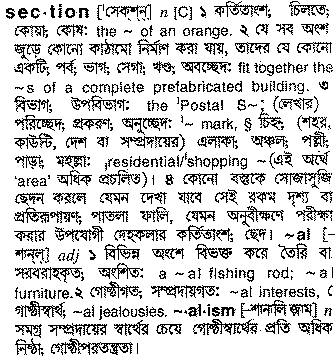 sec·tion ['সেকশ্‌ন্] n [C] ১ কর্তিতাংশ, চিলতে;
কোয়া; কোষ: the ~ of an orange. ২ যে সব অংশ
জুড়ে কোনো কাঠামো নির্মাণ করা যায়, তাদের যে কোনো
একটি; পর্ব; ভাগ; সেগা; খণ্ড; অবচ্ছেদ: fit together the
~s of a complete prefabricated building. ৩
বিভাগ, উপবিভাগ: the 'Postal S~; (লেখার)
পরিচ্ছেদ; প্রকরণ; অনুচ্ছেদ: '~ mark, § চিহ্ন; (শহর,
কাউন্টি, দেশ বা সম্প্রদায়ের) এলাকা; অঞ্চল; পল্লী;
পাড়া; মহল্লা: ˌresidential/'shopping ~ (এই অর্থে
'area' অধিক প্রচলিত)। ৪ কোনো বস্তুকে সোজাসুজি
ছেদন করলে যেমন দেখা যাবে সেই রকম দৃশ্য বা
প্রতিরূপায়ণ; পাতলা ফালি, যেমন অনুবীক্ষণে পরীক্ষা
করার উপযোগী দেহকলার কর্তিতাংশ; ছেদ। ~al [–
শান্‌ল্] adj ১ বিভিন্ন অংশে বিভক্ত করে তৈরি বা
সরবরাহকৃত; অংশিত: a ~al fishing rod; ~al
furniture.২ গোষ্ঠীগত; সম্প্রদায়গত: ~al interests,
গোষ্ঠীস্বার্থ; ~al jealousies. ~·al·ism [–শানলিজ়াম্] n
সমগ্র সম্প্রদায়ের স্বার্থের চেয়ে গোষ্ঠীস্বার্থের প্রতি অধিক
নিষ্ঠা; গোষ্ঠীপরতন্ত্রতা।